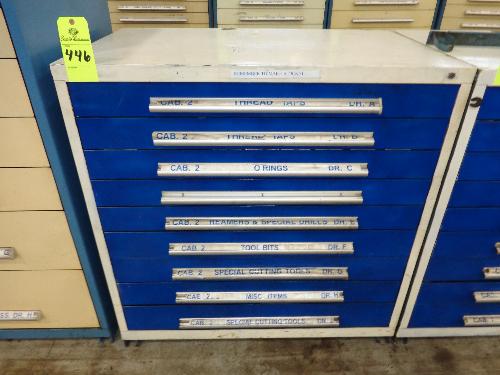 446
CAB. 2 THREAD TAPS DR. A
CAB. 2 THREAD TAPS DR. B
CAB. 2 O RINGS DR. C
CAB. 2 REAMERS & SPECIAL DRILLS DR. E
CAB. 2 TOOL BITS DR. F
CAB. 2 SPECIAL CUTTING TOOLS DR. G
CAB. 2 MISC. ITEMS DR. H
CAB. 2 SPECIAL CUTTING TOOLS DR.
DR. H